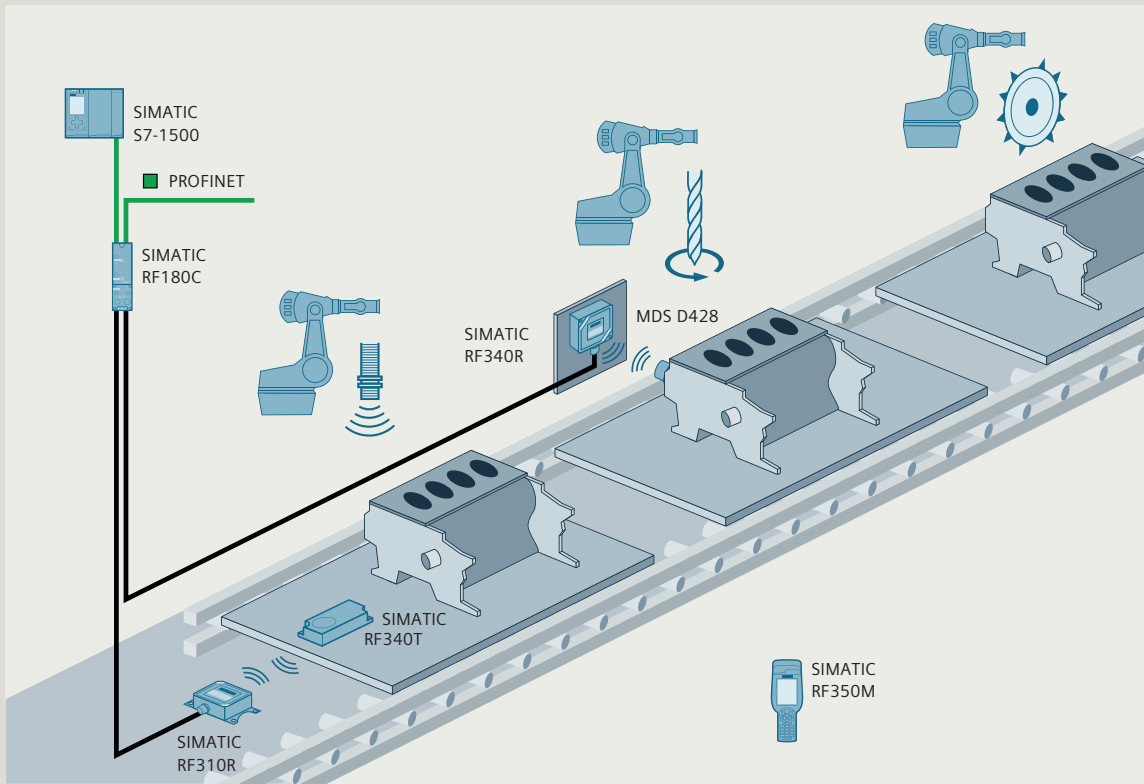 SIMATIC
S7-1500
PROFINET
SIMATIC
RF180C
SIMATIC
RF340R
MDS D428
SIMATIC
RF340T
SIMATIC
RF310R
SIMATIC
RF350M